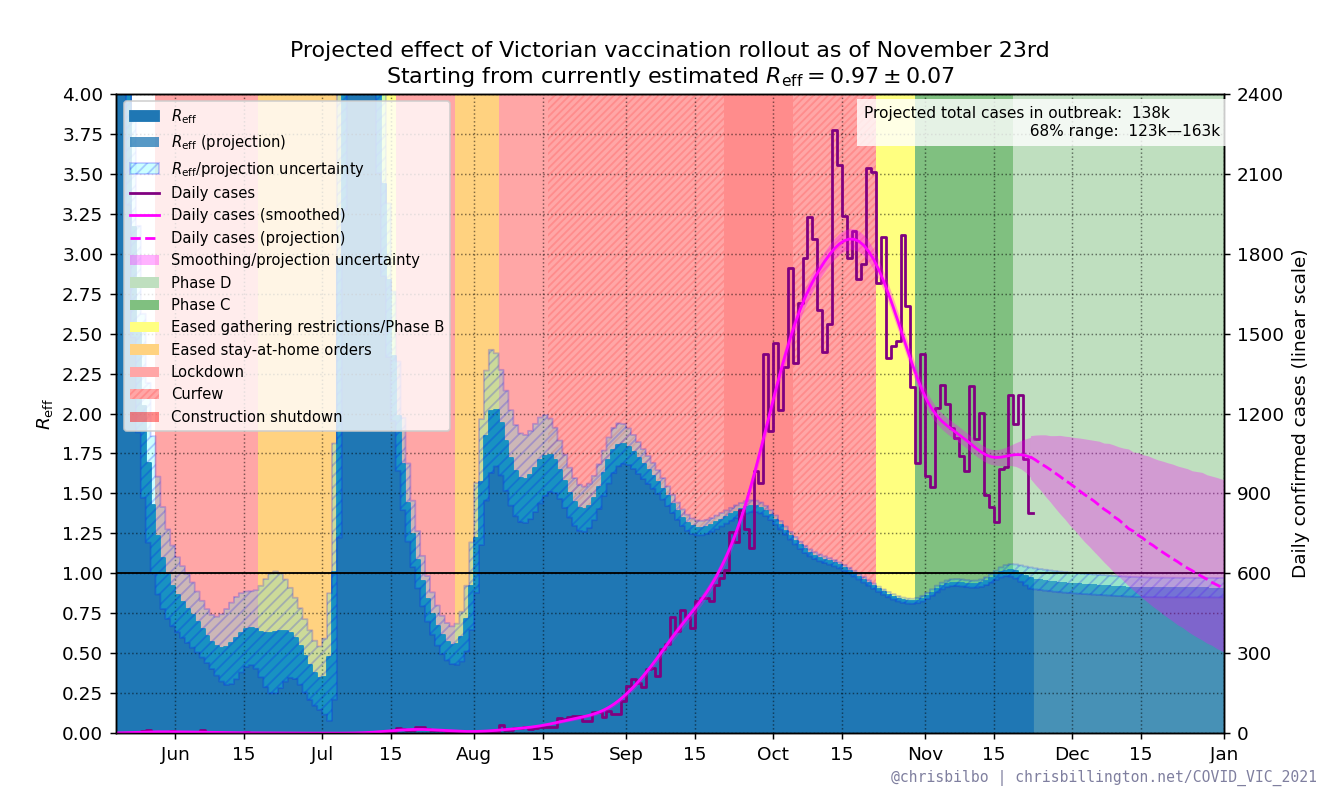 Projected effect of Victorian vaccination rollout as of November 23rd
Starting from currently estimated Reff = 0.97 ± 0.07
Projected total cases in outbreak: 138k
68% range: 123k—163k
Reff
Reff (projection)
Reff/projection uncertainty
Daily cases
Daily cases (smoothed)
Daily cases (projection)
Smoothing/projection uncertainty
Phase D
Phase C
Eased gathering restrictions/Phase B
Eased stay-at-home orders
Lockdown
Curfew
Construction shutdown
4.00
3.75
3.50
3.25
3.00
2.75
2.50
2.25
2.00
1.75
1.50
1.25
1.00
0.75
0.50
0.25
0.00
Reff
2400
2100
1800
1500
1200
900
600
300
0
Daily confirmed cases (linear scale)
Jun 15 Jul 15 Aug 15 Sep 15 Oct 15 Nov 15 Dec 15 Jan
@chrisbilbo | chrisbillington.net/COVID_VIC_2021